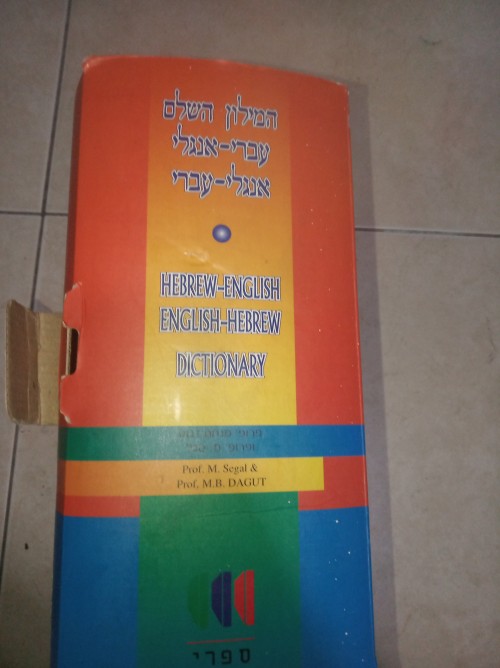 המילון השלם
עברי-אנגלי
אנגלי-עברי
HEBREW-ENGLISH
ENGLISH-HEBREW
DICTIONARY
Prof. M. Segal &
Prof. M.B. DAGUT
ספרי